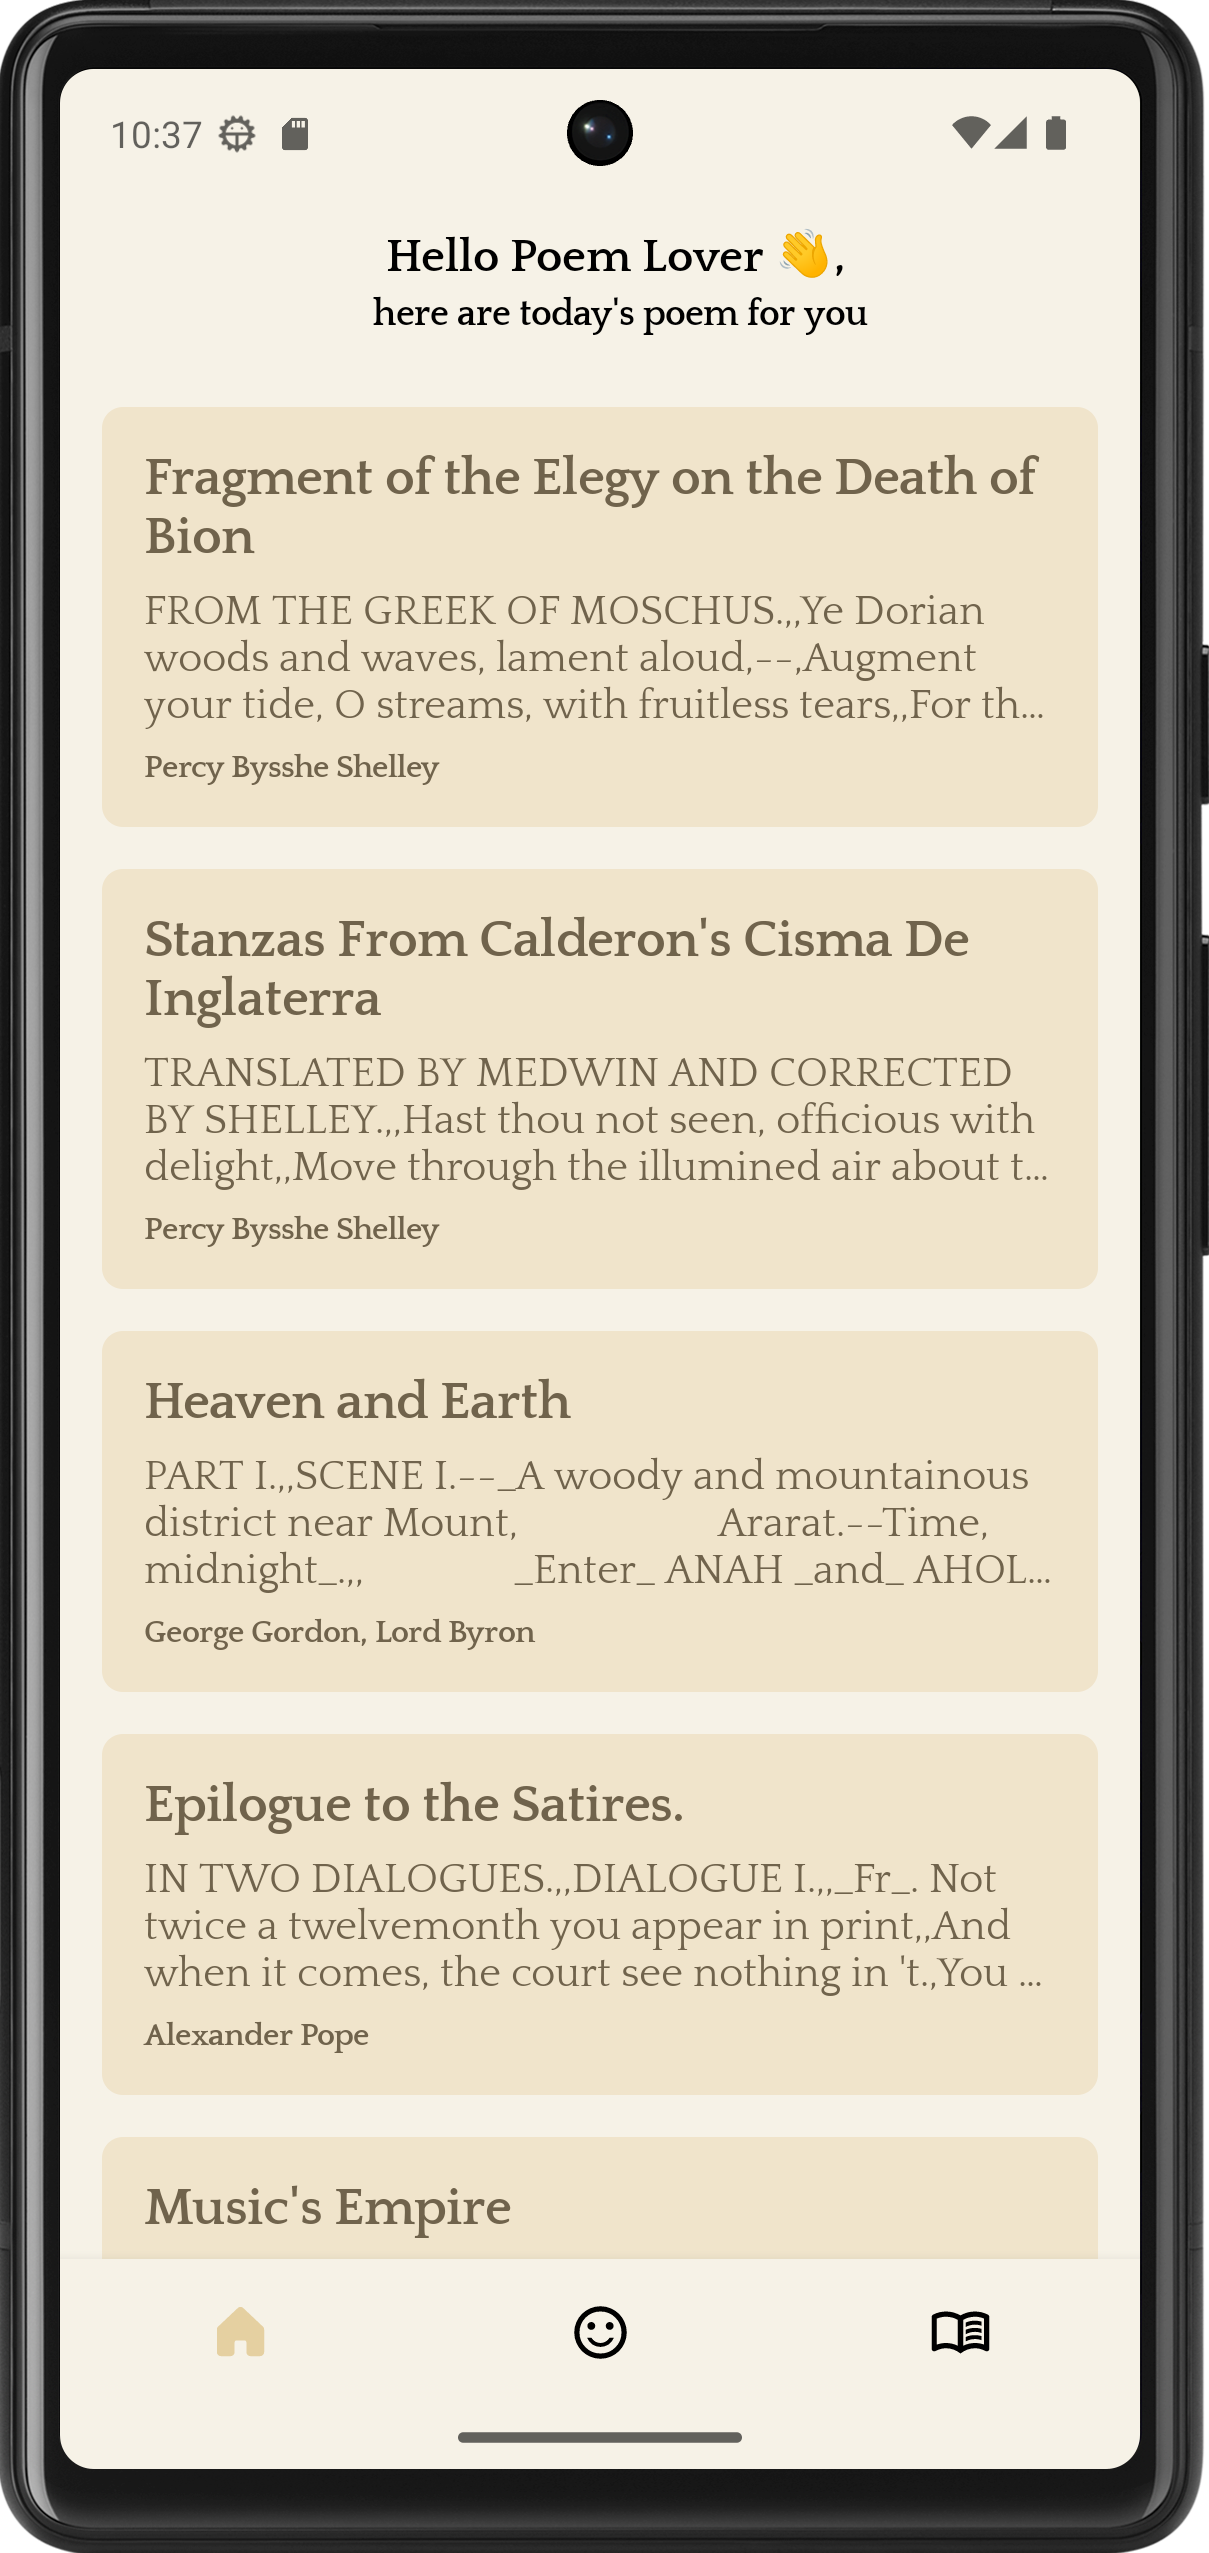 10:37
Hello Poem Lover 👋,
here are today's poem for you
Fragment of the Elegy on the Death of
Bion
FROM THE GREEK OF MOSCHUS.,,Ye Dorian
woods and waves, lament aloud,--,Augment
your tide, O streams, with fruitless tears,,For th...
Percy Bysshe Shelley
Stanzas From Calderon's Cisma De
Inglaterra
TRANSLATED BY MEDWIN AND CORRECTED
BY SHELLEY.,,Hast thou not seen, officious with
delight,,Move through the illumined air about t...
Percy Bysshe Shelley
Heaven and Earth
PART I.,,SCENE I.--_A woody and mountainous
district near Mount,                    Ararat.--Time,
midnight_.,,               _Enter_ ANAH _and_ AHOL...
George Gordon, Lord Byron
Epilogue to the Satires.
IN TWO DIALOGUES.,,DIALOGUE I.,,_Fr_. Not
twice a twelvemonth you appear in print,,And
when it comes, the court see nothing in 't.,You ...
Alexander Pope
Music's Empire